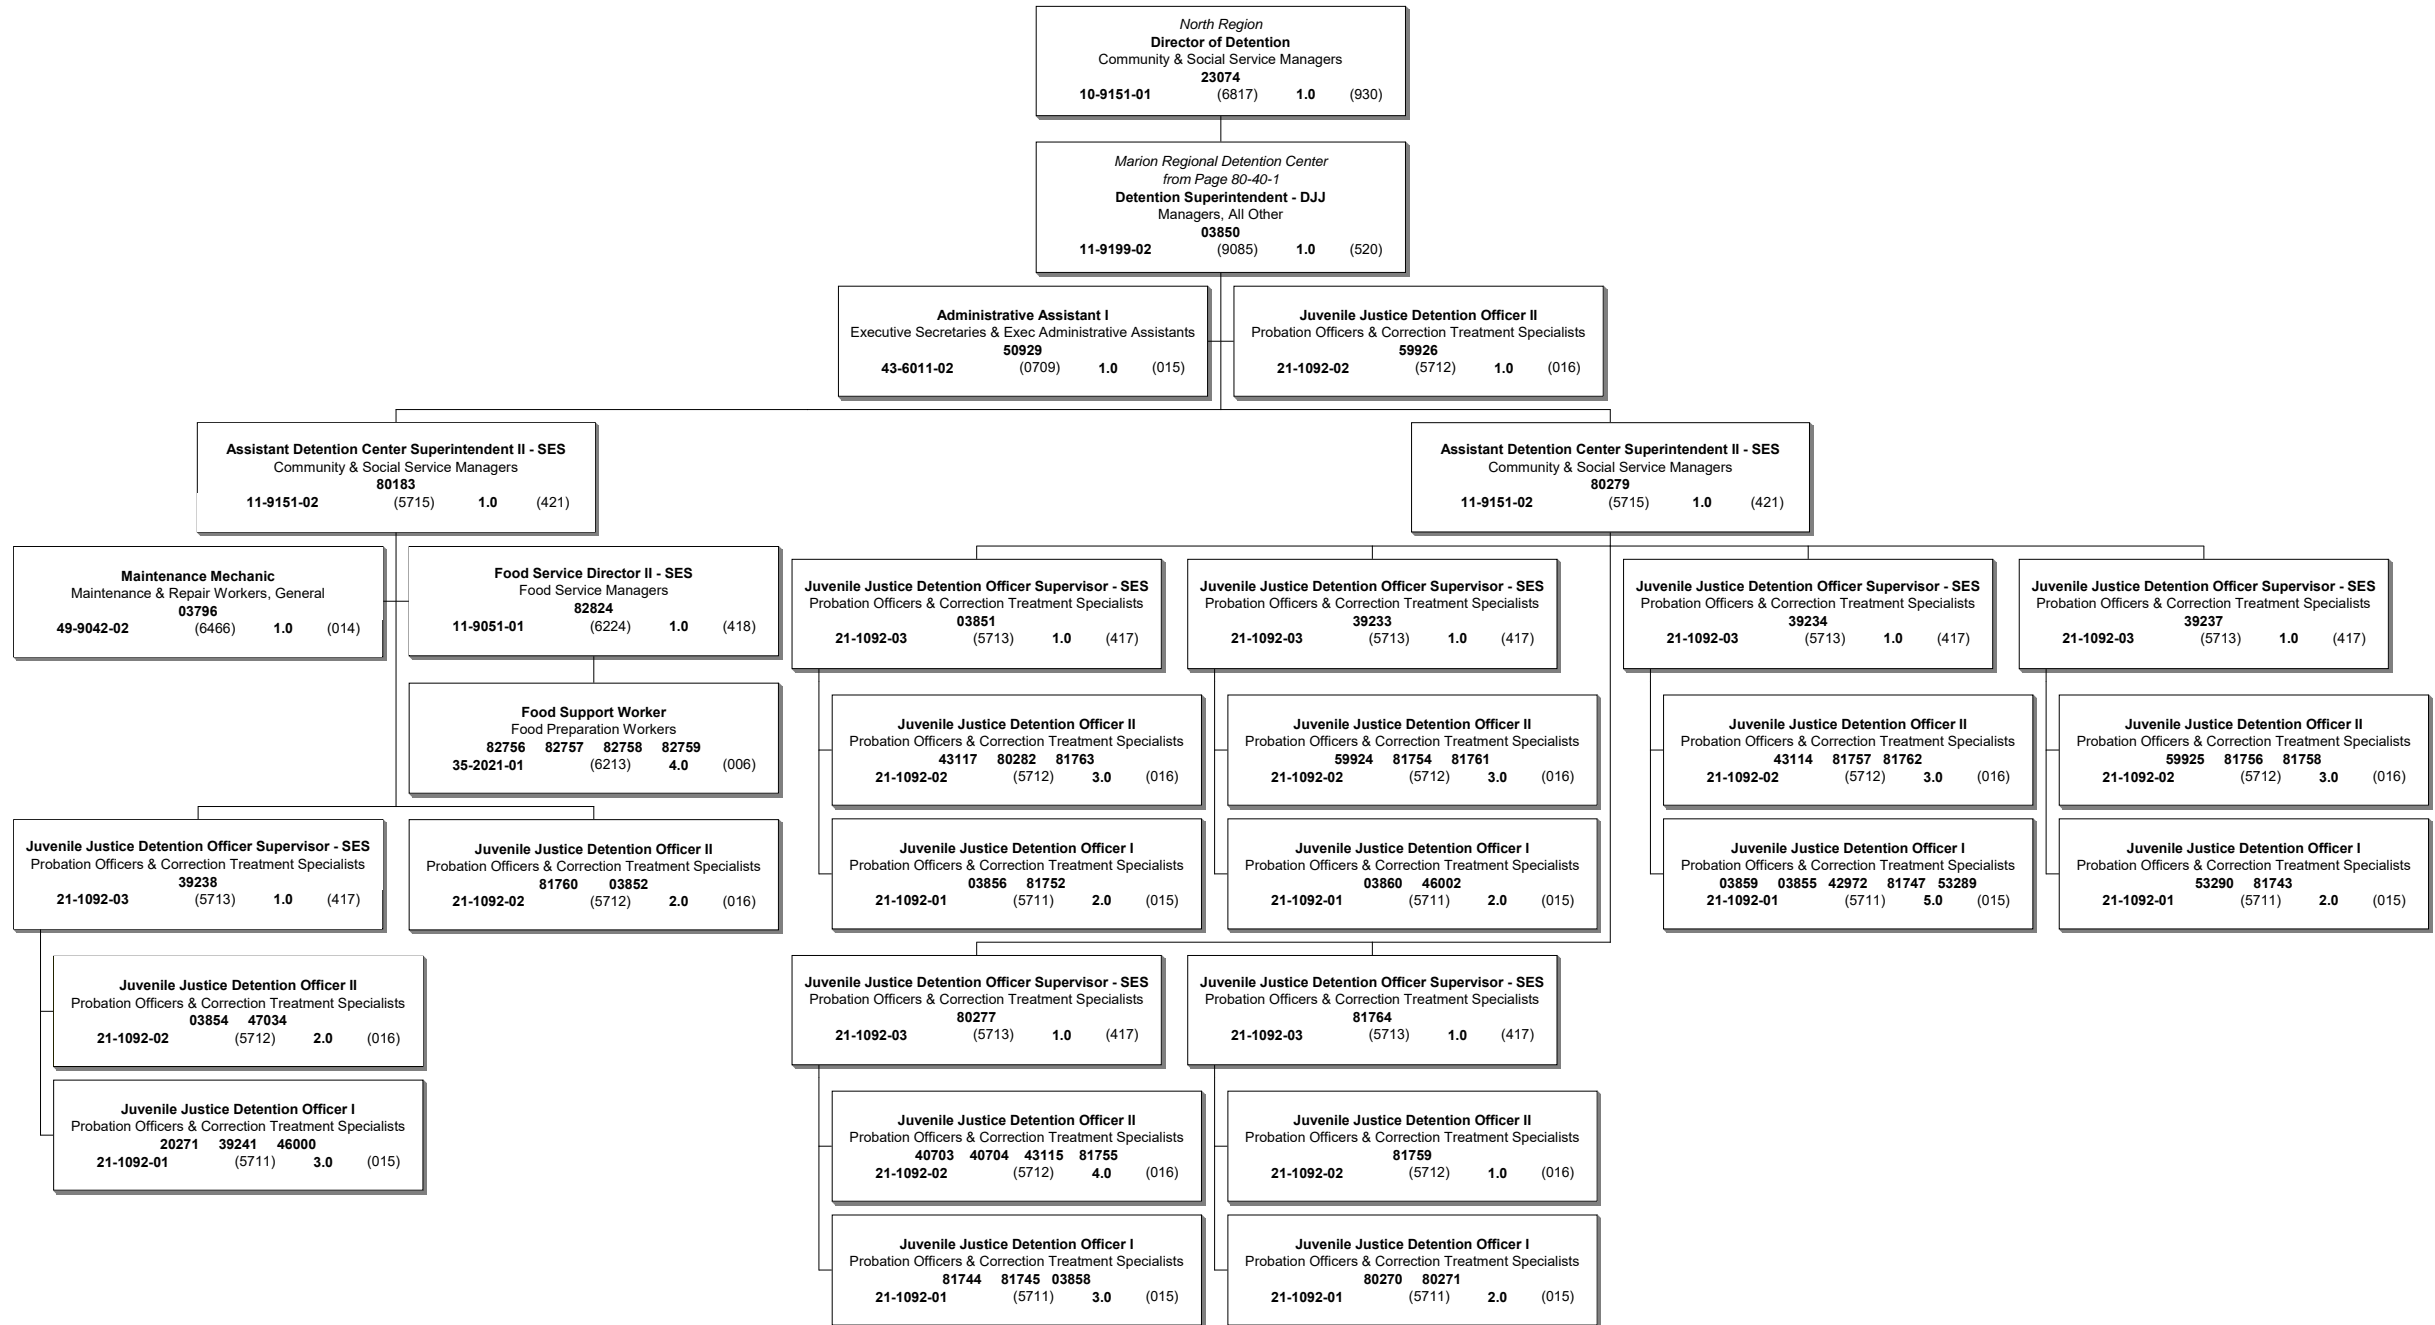 North Region
Director of Detention
Community & Social Service Managers
23074
10-9151-01 (6817) 1.0 (930)
Marion Regional Detention Center
from Page 80-40-1
Detention Superintendent - DJJ
Managers, All Other
03850
11-9199-02 (9085) 1.0 (520)
Administrative Assistant I
Executive Secretaries & Exec Administrative Assistants
50929
43-6011-02 (0709) 1.0 (015)
Juvenile Justice Detention Officer II
Probation Officers & Correction Treatment Specialists
59926
21-1092-02 (5712) 1.0 (016)
Assistant Detention Center Superintendent II - SES
Community & Social Service Managers
80183
11-9151-02 (5715) 1.0 (421)
Assistant Detention Center Superintendent II - SES
Community & Social Service Managers
80279
11-9151-02 (5715) 1.0 (421)
Maintenance Mechanic
Maintenance & Repair Workers, General
03796
49-9042-02 (6466) 1.0 (014)
Food Service Director II - SES
Food Service Managers
82824
11-9051-01 (6224) 1.0 (418)
Food Support Worker
Food Preparation Workers
82756 82757 82758 82759
35-2021-01 (6213) 4.0 (006)
Juvenile Justice Detention Officer Supervisor - SES
Probation Officers & Correction Treatment Specialists
39238
21-1092-03 (5713) 1.0 (417)
Juvenile Justice Detention Officer II
Probation Officers & Correction Treatment Specialists
81760 03852
21-1092-02 (5712) 2.0 (016)
Juvenile Justice Detention Officer II
Probation Officers & Correction Treatment Specialists
03854 47034
21-1092-02 (5712) 2.0 (016)
Juvenile Justice Detention Officer I
Probation Officers & Correction Treatment Specialists
20271 39241 46000
21-1092-01 (5711) 3.0 (015)
Juvenile Justice Detention Officer Supervisor - SES
Probation Officers & Correction Treatment Specialists
03851
21-1092-03 (5713) 1.0 (417)
Juvenile Justice Detention Officer II
Probation Officers & Correction Treatment Specialists
43117 80282 81763
21-1092-02 (5712) 3.0 (016)
Juvenile Justice Detention Officer I
Probation Officers & Correction Treatment Specialists
03856 81752
21-1092-01 (5711) 2.0 (015)
Juvenile Justice Detention Officer Supervisor - SES
Probation Officers & Correction Treatment Specialists
39233
21-1092-03 (5713) 1.0 (417)
Juvenile Justice Detention Officer II
Probation Officers & Correction Treatment Specialists
59924 81754 81761
21-1092-02 (5712) 3.0 (016)
Juvenile Justice Detention Officer I
Probation Officers & Correction Treatment Specialists
03860 46002
21-1092-01 (5711) 2.0 (015)
Juvenile Justice Detention Officer Supervisor - SES
Probation Officers & Correction Treatment Specialists
39234
21-1092-03 (5713) 1.0 (417)
Juvenile Justice Detention Officer II
Probation Officers & Correction Treatment Specialists
43114 81757 81762
21-1092-02 (5712) 3.0 (016)
Juvenile Justice Detention Officer I
Probation Officers & Correction Treatment Specialists
03859 03855 42972 81747 53289
21-1092-01 (5711) 5.0 (015)
Juvenile Justice Detention Officer Supervisor - SES
Probation Officers & Correction Treatment Specialists
39237
21-1092-03 (5713) 1.0 (417)
Juvenile Justice Detention Officer II
Probation Officers & Correction Treatment Specialists
59925 81756 81758
21-1092-02 (5712) 3.0 (016)
Juvenile Justice Detention Officer I
Probation Officers & Correction Treatment Specialists
53290 81743
21-1092-01 (5711) 2.0 (015)
Juvenile Justice Detention Officer Supervisor - SES
Probation Officers & Correction Treatment Specialists
80277
21-1092-03 (5713) 1.0 (417)
Juvenile Justice Detention Officer II
Probation Officers & Correction Treatment Specialists
40703 40704 43115 81755
21-1092-02 (5712) 4.0 (016)
Juvenile Justice Detention Officer I
Probation Officers & Correction Treatment Specialists
81744 81745 03858
21-1092-01 (5711) 3.0 (015)
Juvenile Justice Detention Officer Supervisor - SES
Probation Officers & Correction Treatment Specialists
81764
21-1092-03 (5713) 1.0 (417)
Juvenile Justice Detention Officer II
Probation Officers & Correction Treatment Specialists
81759
21-1092-02 (5712) 1.0 (016)
Juvenile Justice Detention Officer I
Probation Officers & Correction Treatment Specialists
80270 80271
21-1092-01 (5711) 2.0 (015)